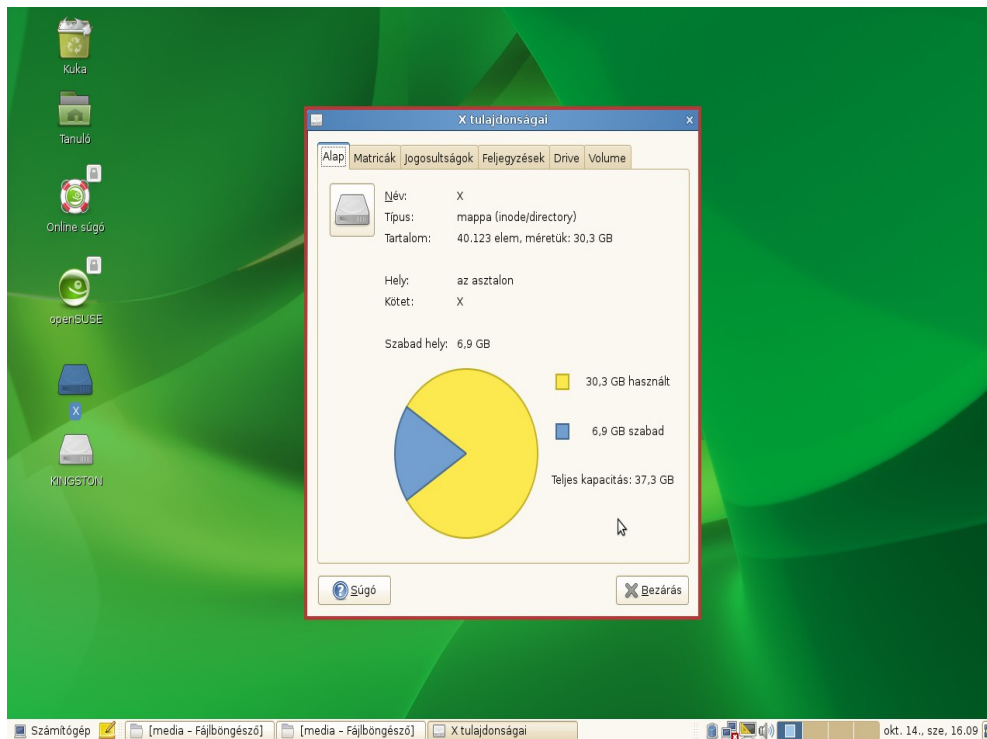 Kuka
Tanuló
Online súgó
openSUSE
X
KINGSTON
X tulajdonságai
Alap Matricák Jogosultságok Feljegyzések Drive Volume
Név: X
Típus: mappa (inode/directory)
Tartalom: 40.123 elem, méretük: 30,3 GB
Hely: az asztalon
Kötet: X
Szabad hely: 6,9 GB
30,3 GB használt
6,9 GB szabad
Teljes kapacitás: 37,3 GB
Súgó Bezárás
Számítógép [media – Fájlböngésző] [media – Fájlböngésző] X tulajdonságai okt. 14., sze, 16.09